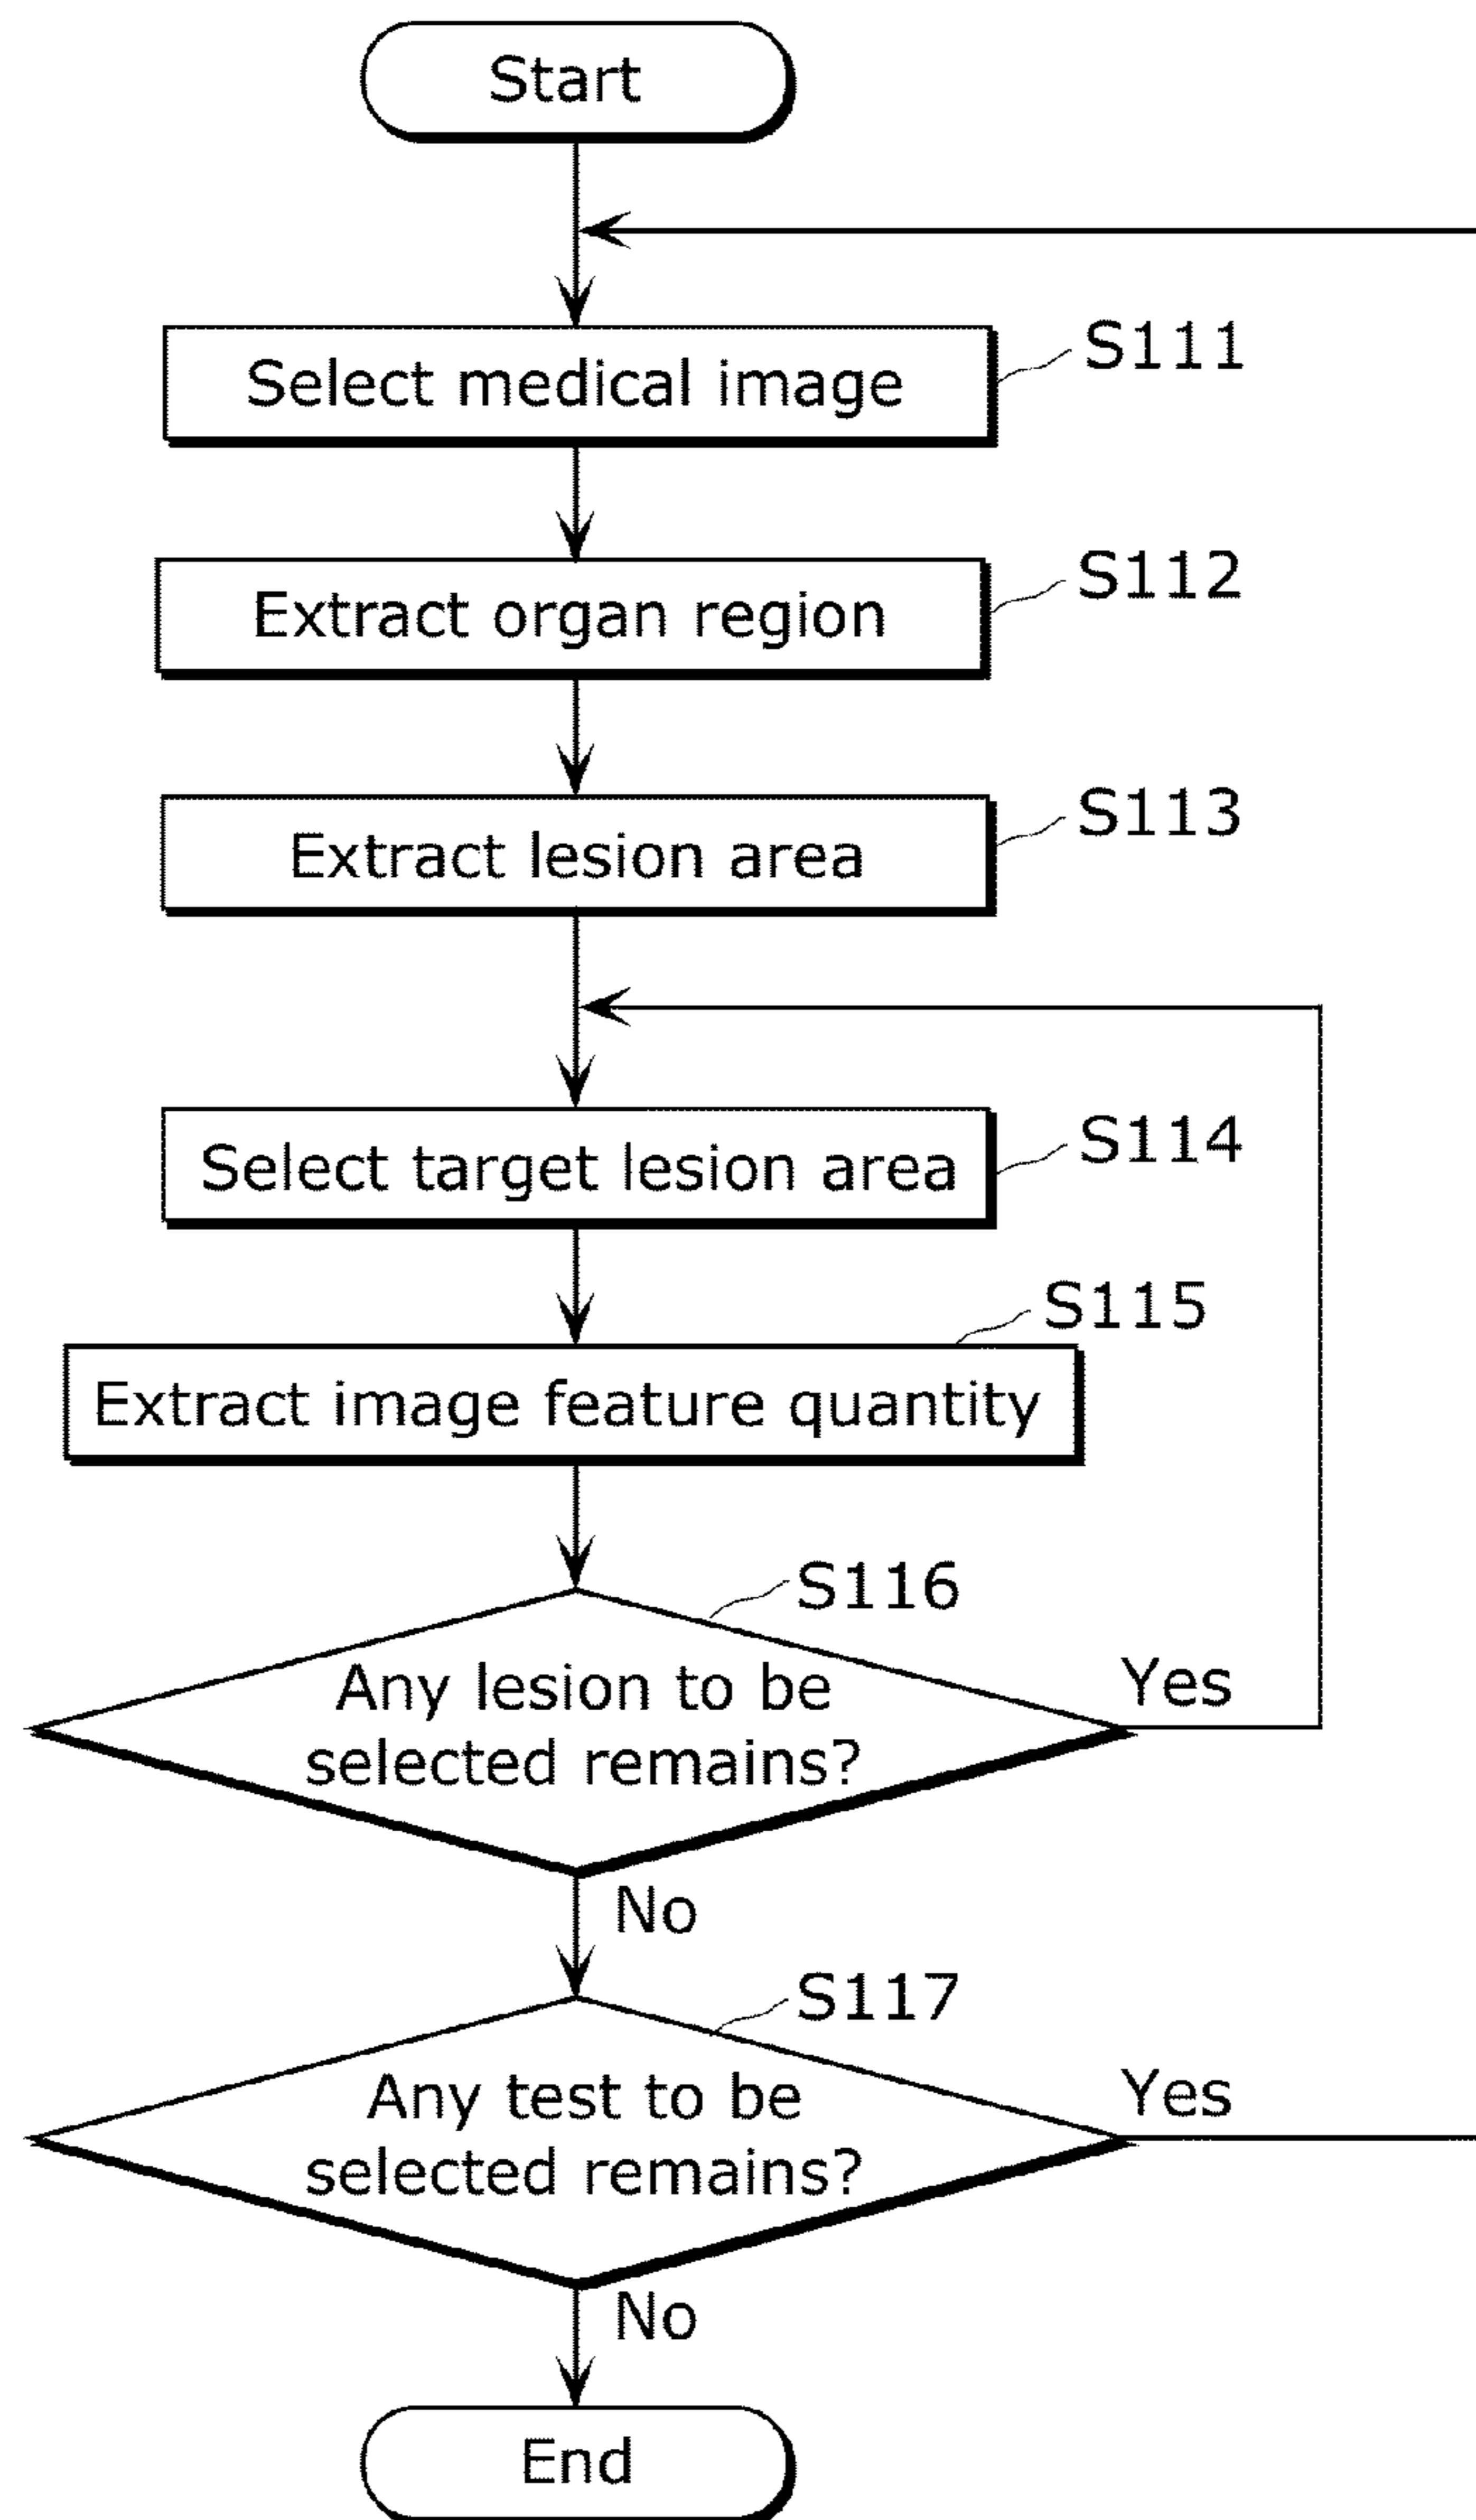 Start
Select medical image
S111
Extract organ region
S112
Extract lesion area
S113
Select target lesion area
S114
S115
Extract image feature quantity
S116
Any lesion to be
selected remains?
Yes
No
S117
Any test to be
selected remains?
Yes
No
End